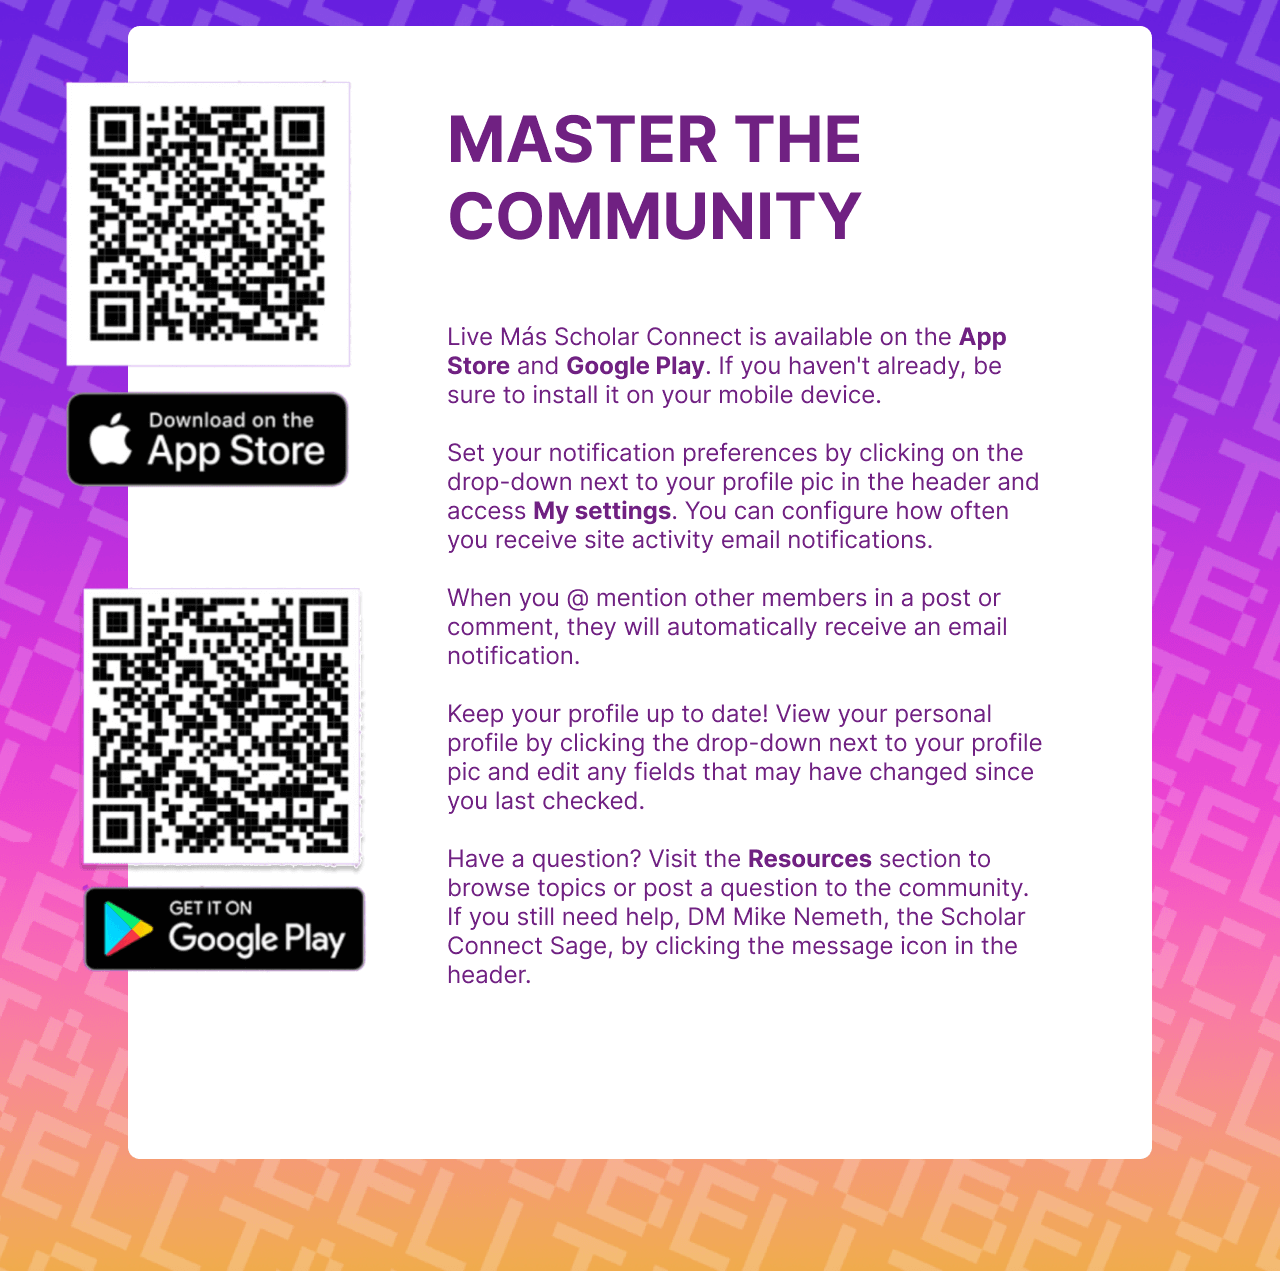 MASTER THE
COMMUNITY
Download on the
App Store
GET IT ON
Google Play
Live Más Scholar Connect is available on the App
Store and Google Play. If you haven't already, be
sure to install it on your mobile device.
Set your notification preferences by clicking on the
drop-down next to your profile pic in the header and
access My settings. You can configure how often
you receive site activity email notifications.
When you @ mention other members in a post or
comment, they will automatically receive an email
notification.
Keep your profile up to date! View your personal
profile by clicking the drop-down next to your profile
pic and edit any fields that may have changed since
you last checked.
Have a question? Visit the Resources section to
browse topics or post a question to the community.
If you still need help, DM Mike Nemeth, the Scholar
Connect Sage, by clicking the message icon in the
header.